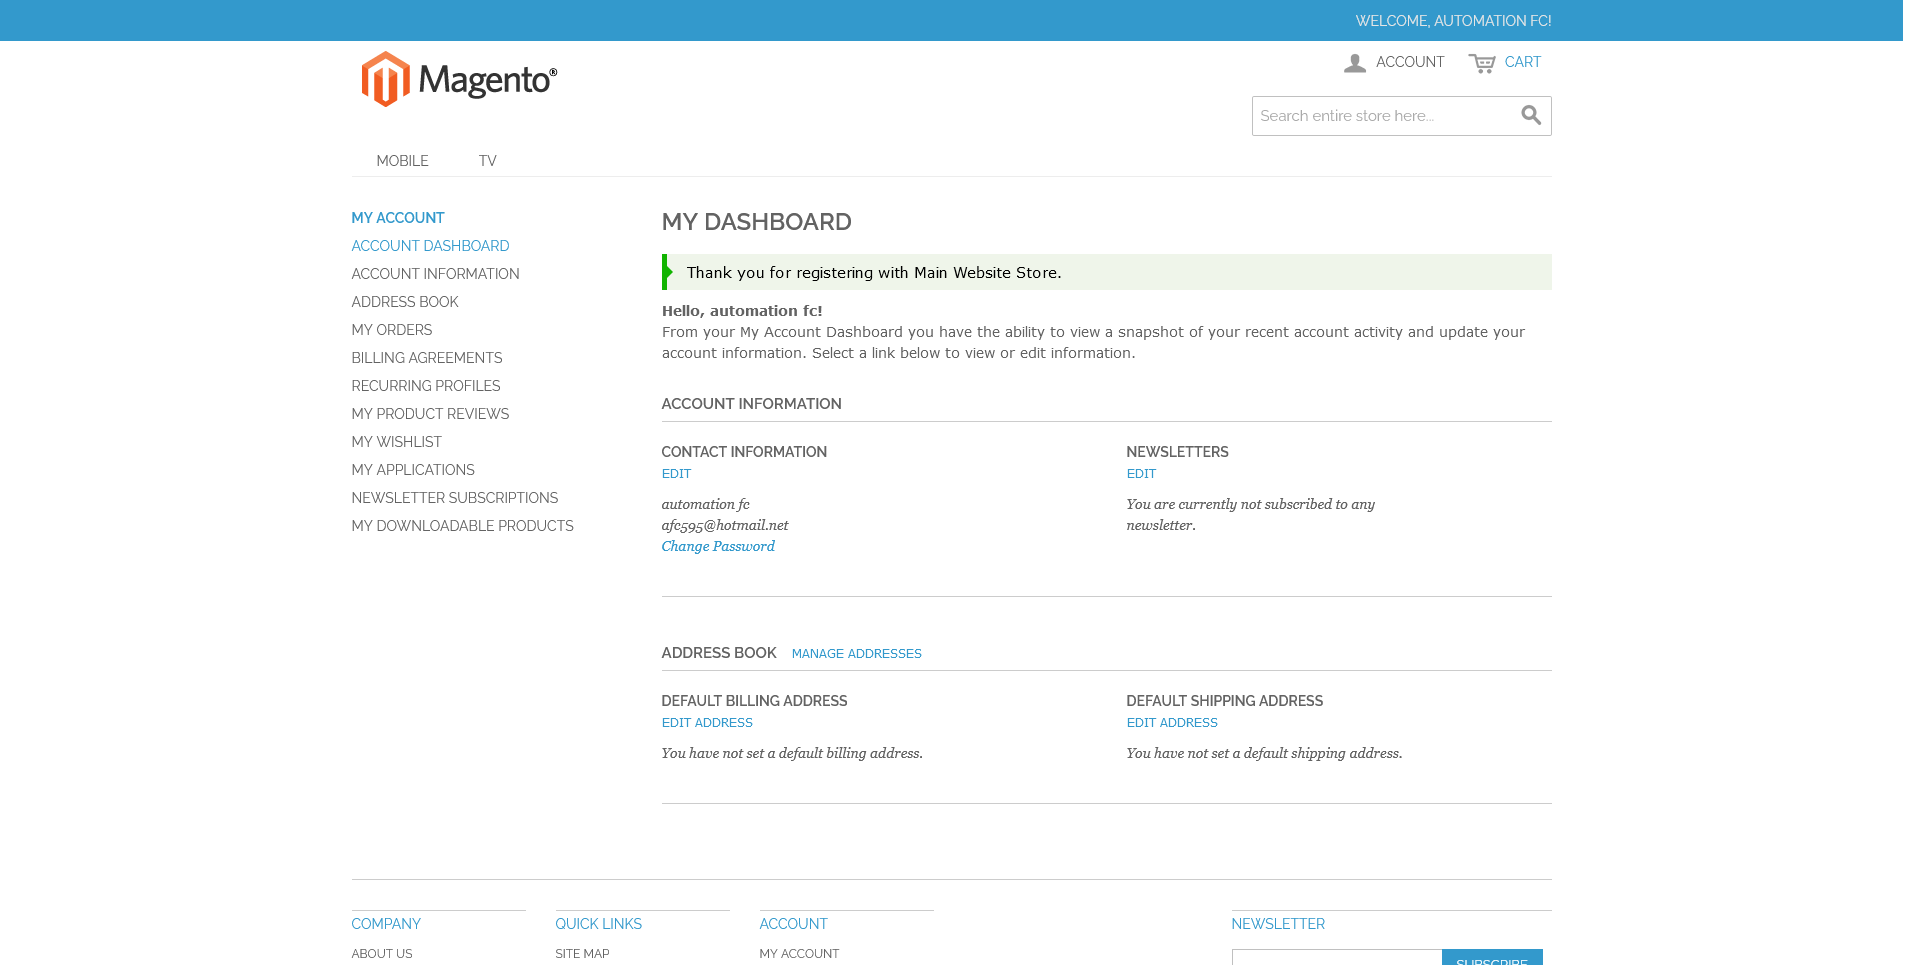 WELCOME, AUTOMATION FC!
Magento®
ACCOUNT
CART
Search entire store here...
MOBILE
TV
MY ACCOUNT
ACCOUNT DASHBOARD
ACCOUNT INFORMATION
ADDRESS BOOK
MY ORDERS
BILLING AGREEMENTS
RECURRING PROFILES
MY PRODUCT REVIEWS
MY WISHLIST
MY APPLICATIONS
NEWSLETTER SUBSCRIPTIONS
MY DOWNLOADABLE PRODUCTS
MY DASHBOARD
Thank you for registering with Main Website Store.
Hello, automation fc!
From your My Account Dashboard you have the ability to view a snapshot of your recent account activity and update your
account information. Select a link below to view or edit information.
ACCOUNT INFORMATION
CONTACT INFORMATION
EDIT
automation fc
afc595@hotmail.net
Change Password
NEWSLETTERS
EDIT
You are currently not subscribed to any
newsletter.
ADDRESS BOOK
MANAGE ADDRESSES
DEFAULT BILLING ADDRESS
EDIT ADDRESS
You have not set a default billing address.
DEFAULT SHIPPING ADDRESS
EDIT ADDRESS
You have not set a default shipping address.
COMPANY
ABOUT US
QUICK LINKS
SITE MAP
ACCOUNT
MY ACCOUNT
NEWSLETTER
SUBSCRIBE